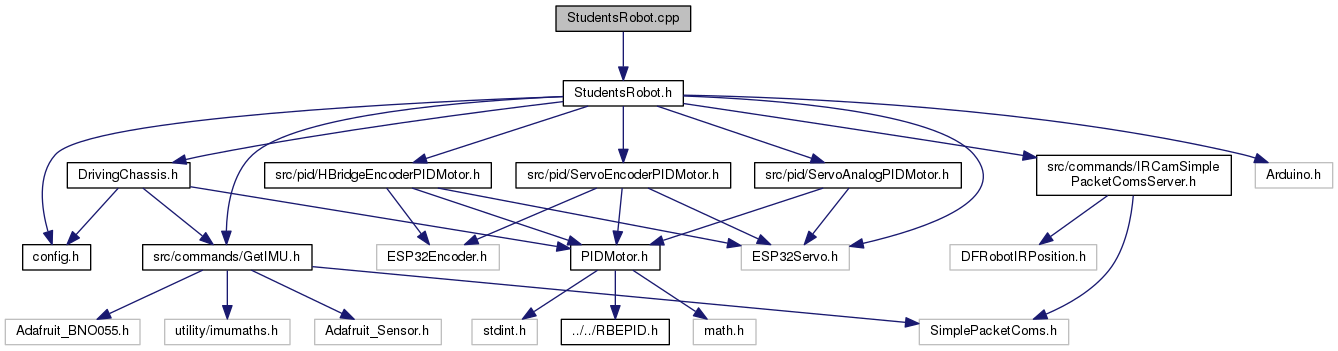 StudentsRobot.cpp
StudentsRobot.h
DrivingChassis.h
src/pid/HBridgeEncoderPIDMotor.h
src/pid/ServoEncoderPIDMotor.h
src/pid/ServoAnalogPIDMotor.h
src/commands/IRCamSimple
PacketComsServer.h
Arduino.h
config.h
src/commands/GetIMU.h
ESP32Encoder.h
PIDMotor.h
ESP32Servo.h
DFRobotIRPosition.h
Adafruit_BNO055.h
utility/imumaths.h
Adafruit_Sensor.h
stdint.h
../../RBEPID.h
math.h
SimplePacketComs.h